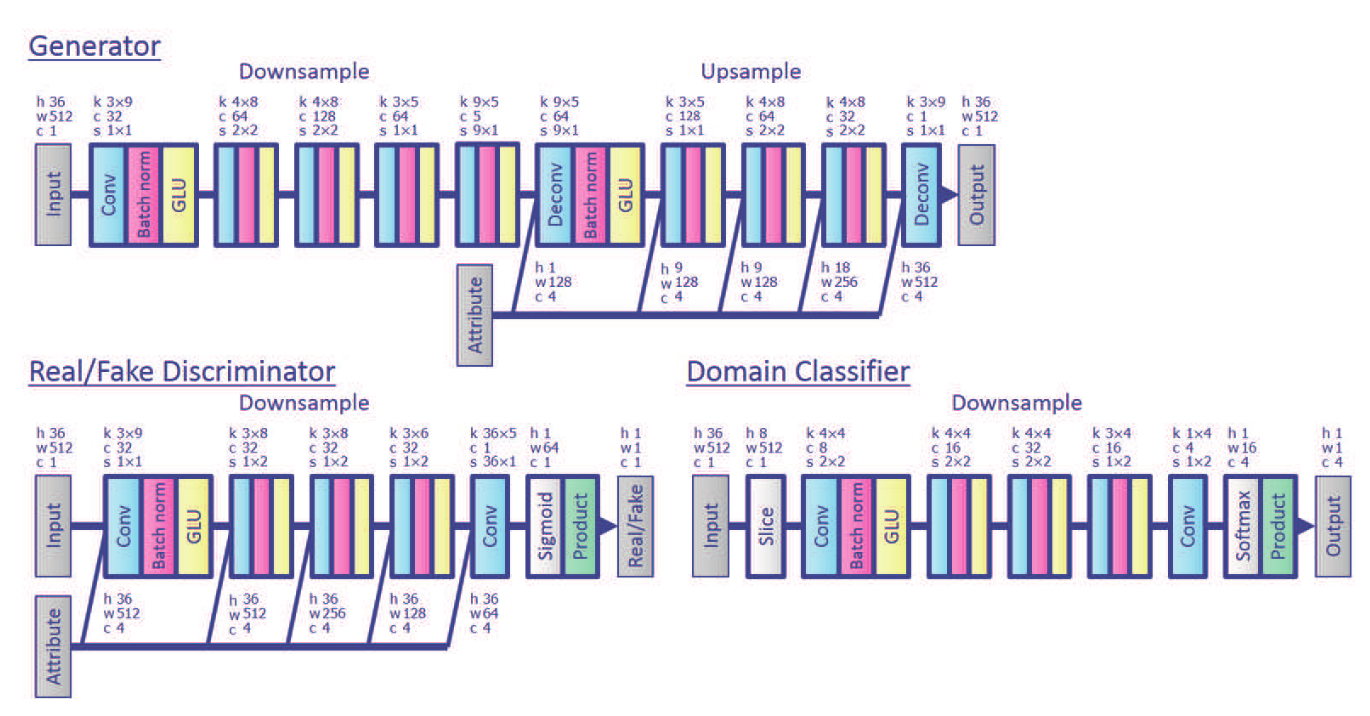 Generator
Downsample Upsample
h 36 k 3×9 k 4×8 k 4×8 k 3×5 k 9×5 k 9×5 k 3×5 k 4×8 k 4×8 k 3×9 h 36
w 512 c 32 c 64 c 128 c 64 c 5 c 64 c 128 c 64 c 32 c 1 w 512
c 1 s 1×1 s 2×2 s 2×2 s 1×1 s 9×1 s 9×1 s 1×1 s 2×2 s 2×2 s 1×1 c 1
Input Conv Batch norm GLU Deconv Batch norm GLU Deconv Output
h 1 h 9 h 9 h 18 h 36
w 128 w 128 w 128 w 256 w 512
c 4 c 4 c 4 c 4 c 4
Attribute
Real/Fake Discriminator
Downsample
h 36 k 3×9 k 3×8 k 3×8 k 3×6 k 36×5 h 1 h 1
w 512 c 32 c 32 c 32 c 32 c 1 w 64 w 1
c 1 s 1×1 s 1×2 s 1×2 s 1×2 s 36×1 c 1 c 1
Input Conv Batch norm GLU Conv Sigmoid Product Real/Fake
h 36 h 36 h 36 h 36 h 36
w 512 w 512 w 256 w 128 w 64
c 4 c 4 c 4 c 4 c 4
Attribute
Domain Classifier
Downsample
h 36 h 8 k 4×4 k 4×4 k 4×4 k 3×4 k 1×4 h 1 h 1
w 512 w 512 c 8 c 16 c 32 c 16 c 4 w 16 w 1
c 1 c 1 s 2×2 s 2×2 s 2×2 s 1×2 s 1×2 c 4 c 4
Input Slice Conv Batch norm GLU Conv Softmax Product Output